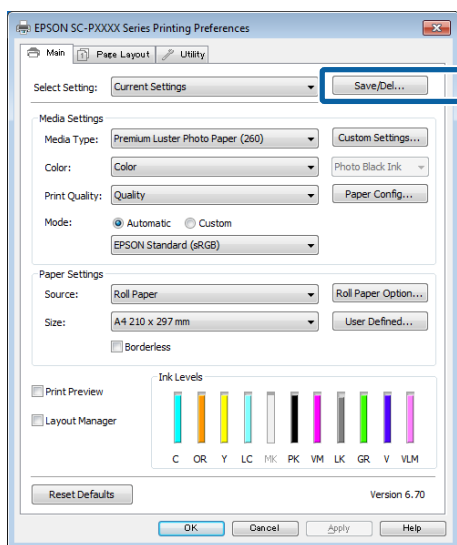 EPSON SC-PXXXX Series Printing Preferences
Main Page Layout Utility
Select Setting: Current Settings Save/Del...
Media Settings
Media Type: Premium Luster Photo Paper (260) Custom Settings...
Color: Color Photo Black Ink
Print Quality: Quality Paper Config...
Mode: Automatic Custom
EPSON Standard (sRGB)
Paper Settings
Source: Roll Paper Roll Paper Option...
Size: A4 210 x 297 mm User Defined...
Borderless
Ink Levels
Print Preview
Layout Manager
C OR Y LC MK PK VM LK GR V VLM
Reset Defaults Version 6.70
OK Cancel Apply Help